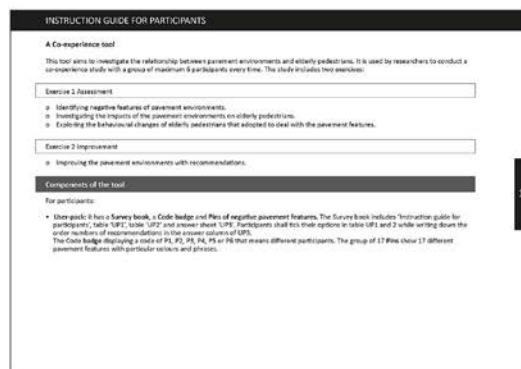 INSTRUCTION GUIDE FOR PARTICIPANTS
A Co-experience tool
This tool aims to investigate the relationship between pavement environments and elderly pedestrians. It is used by researchers to conduct a
co-experience study with a group of maximum 6 participants every time. The study includes two exercises:
Exercise 1 Assessment
o Identifying negative features of pavement environments.
o Investigating the impacts of the pavement environments on elderly pedestrians.
o Exploring the behavioural changes of elderly pedestrians that adopted to deal with the pavement features.
Exercise 2 Improvement
o Improving the pavement environments with recommendations.
Components of the tool
For participants:
• User-pack: it has a Survey book, a Code badge and Pins of negative pavement features. The Survey book includes 'Instruction guide for
participants', table 'UP1', table 'UP2' and answer sheet 'UP3'. Participants shall tick their options in table UP1 and 2 while writing down the
order numbers of recommendations in the answer column of UP3.
The Code badge displaying a code of P1, P2, P3, P4, P5 or P6 that means different participants. The group of 17 Pins show 17 different
pavement features with particular colours and phrases.